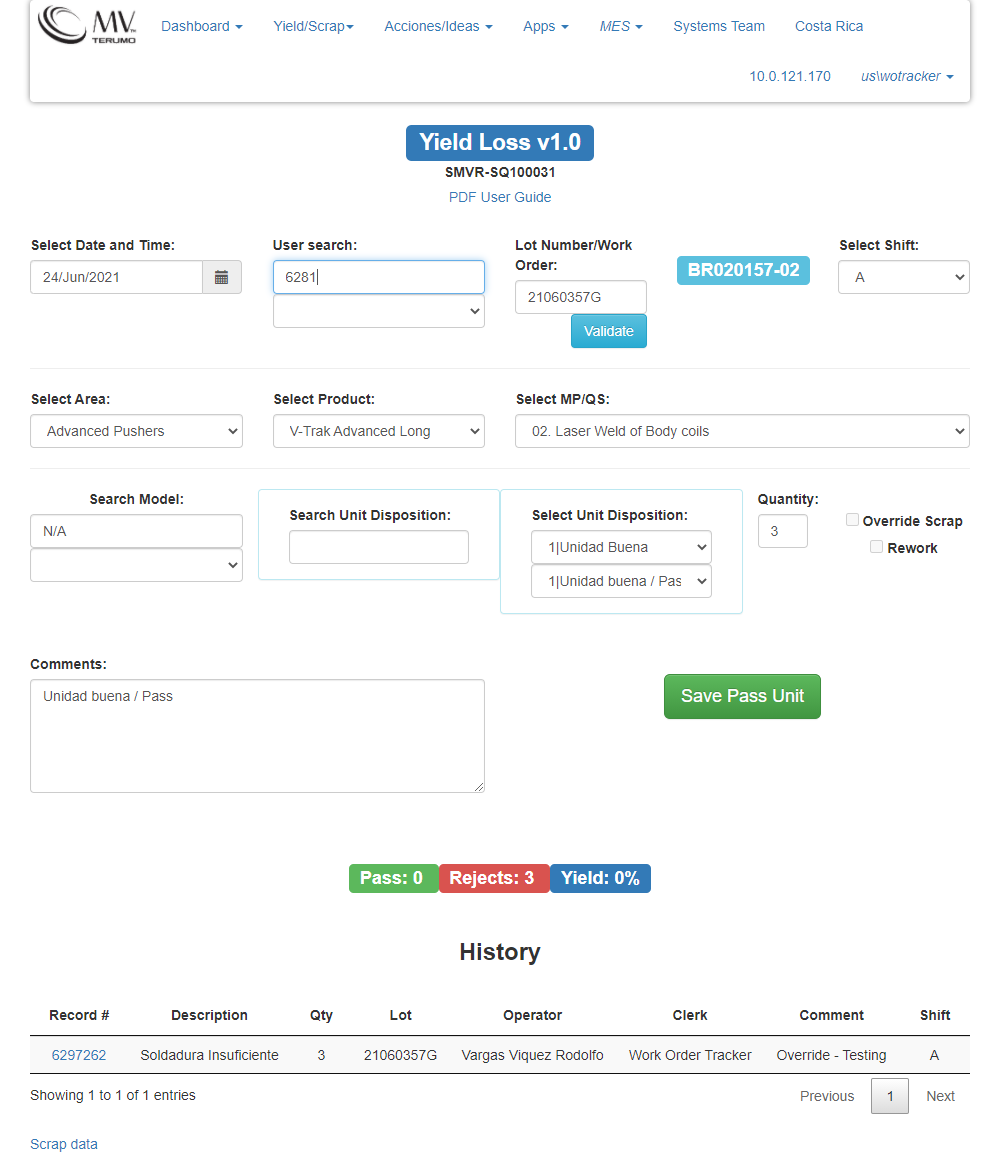 MV™
TERUMO
Dashboard
Yield/Scrap
Acciones/Ideas
Apps
MES
Systems Team
Costa Rica
10.0.121.170
us\wotracker
Yield Loss v1.0
SMVR-SQ100031
PDF User Guide
Select Date and Time:
24/Jun/2021
User search:
6281
Lot Number/Work
Order:
21060357G
Validate
BR020157-02
Select Shift:
A
Select Area:
Advanced Pushers
Select Product:
V-Trak Advanced Long
Select MP/QS:
02. Laser Weld of Body coils
Search Model:
N/A
Search Unit Disposition:
Select Unit Disposition:
1|Unidad Buena
1|Unidad buena / Pas
Quantity:
3
Override Scrap
Rework
Comments:
Unidad buena / Pass
Save Pass Unit
Pass: 0 Rejects: 3 Yield: 0%
History
Record # Description Qty Lot Operator Clerk Comment Shift
6297262 Soldadura Insuficiente 3 21060357G Vargas Viquez Rodolfo Work Order Tracker Override - Testing A
Showing 1 to 1 of 1 entries
Previous 1 Next
Scrap data